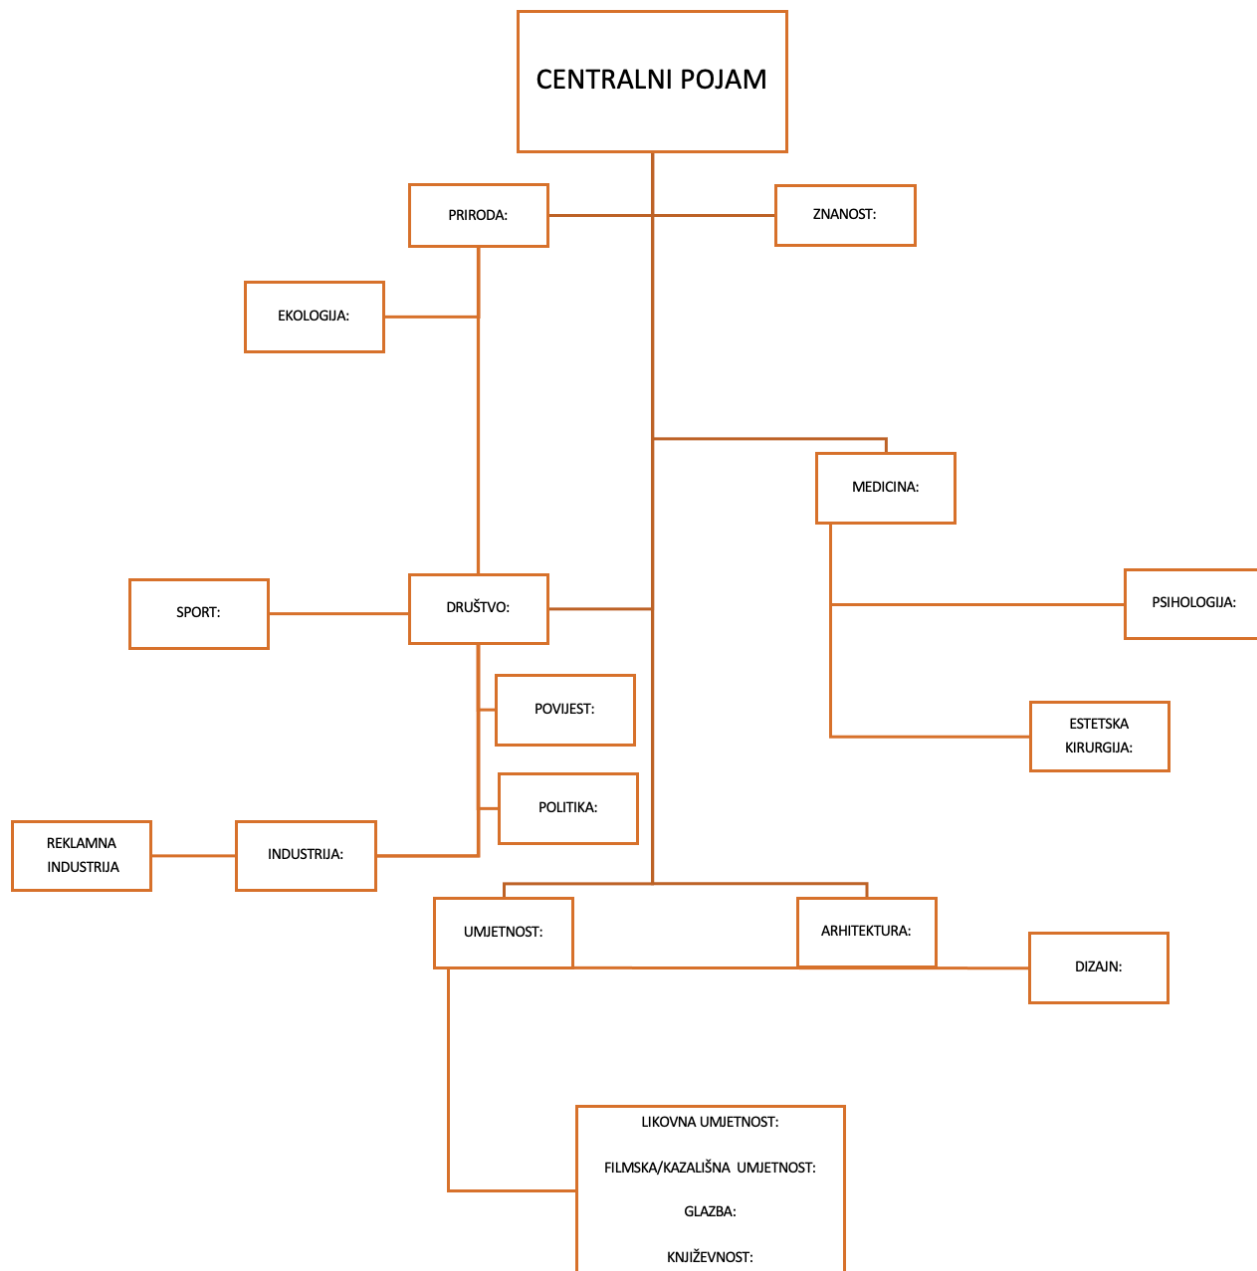 CENTRALNI POJAM
PRIRODA:
ZNANOST:
EKOLOGIJA:
MEDICINA:
PSIHOLOGIJA:
SPORT:
DRUŠTVO:
POVIJEST:
ESTETSKA
KIRURGIJA:
POLITIKA:
REKLAMNA
INDUSTRIJA
INDUSTRIJA:
UMJETNOST:
ARHITEKTURA:
DIZAJN:
LIKOVNA UMJETNOST:
FILMSKA/KAZALIŠNA UMJETNOST:
GLAZBA:
KNJIŽEVNOST: